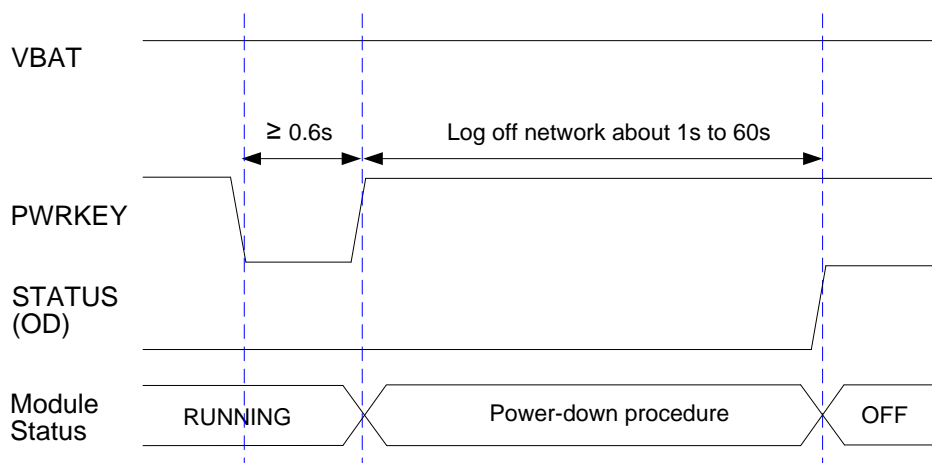 VBAT
≥ 0.6s
Log off network about 1s to 60s
PWRKEY
STATUS
(OD)
Module
Status
RUNNING
Power-down procedure
OFF